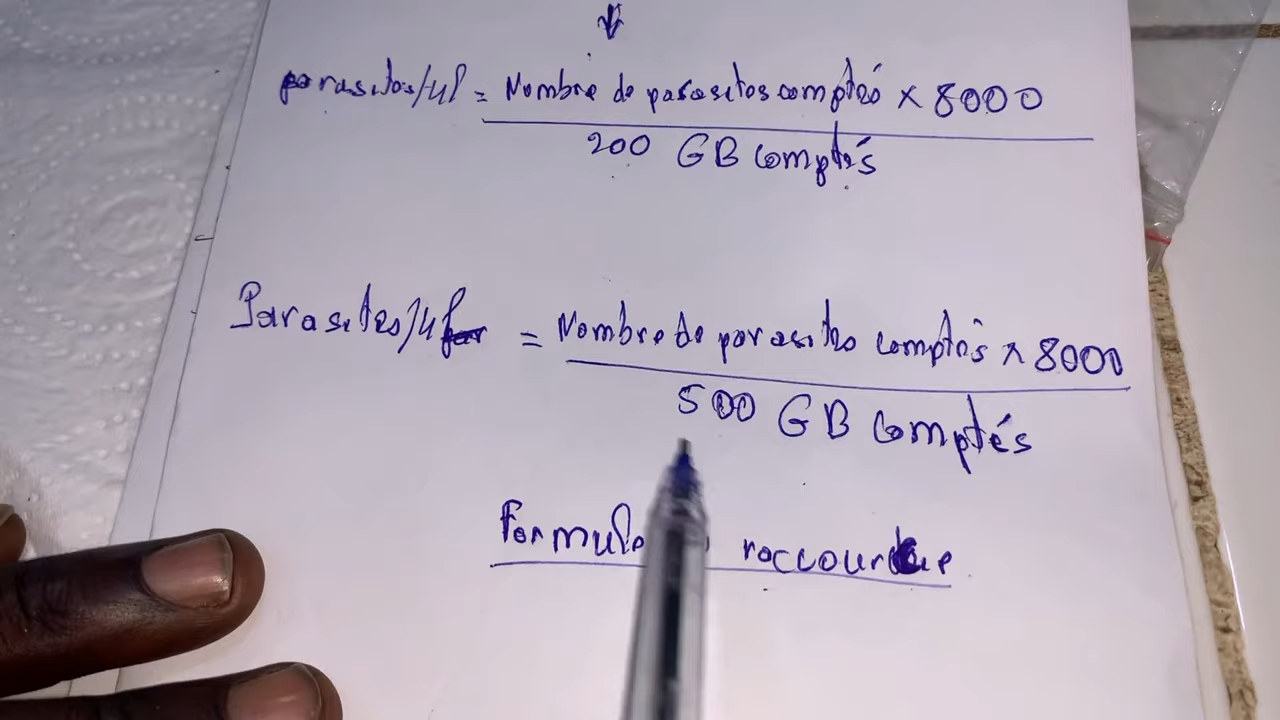 parasites/µl = Nombre de parasites comptés × 8000
200 GB Comptés
Parasites/µl = Nombre de parasites comptés × 8000
500 GB Comptés
Formule raccource